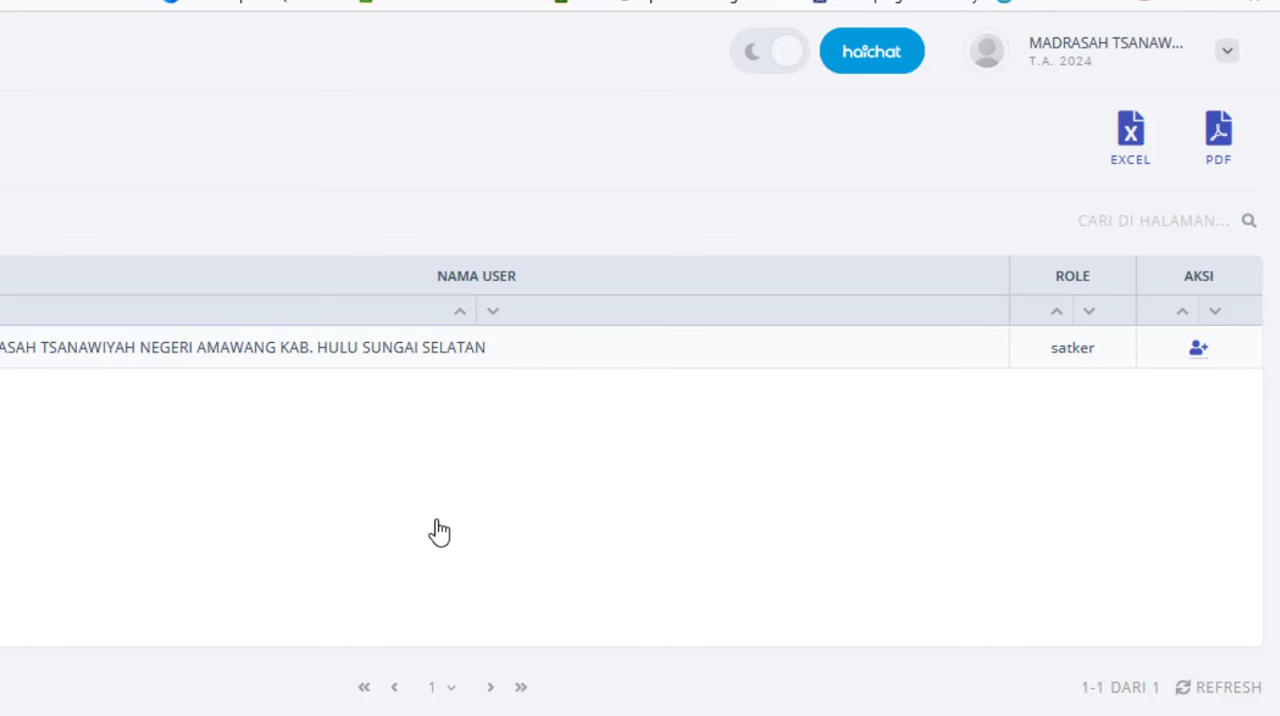 haîchat
MADRASAH TSANAW...
T.A. 2024
EXCEL
PDF
CARI DI HALAMAN...
NAMA USER
ROLE
AKSI
ASAH TSANAWIYAH NEGERI AMAWANG KAB. HULU SUNGAI SELATAN
satker
1
1-1 DARI 1
REFRESH